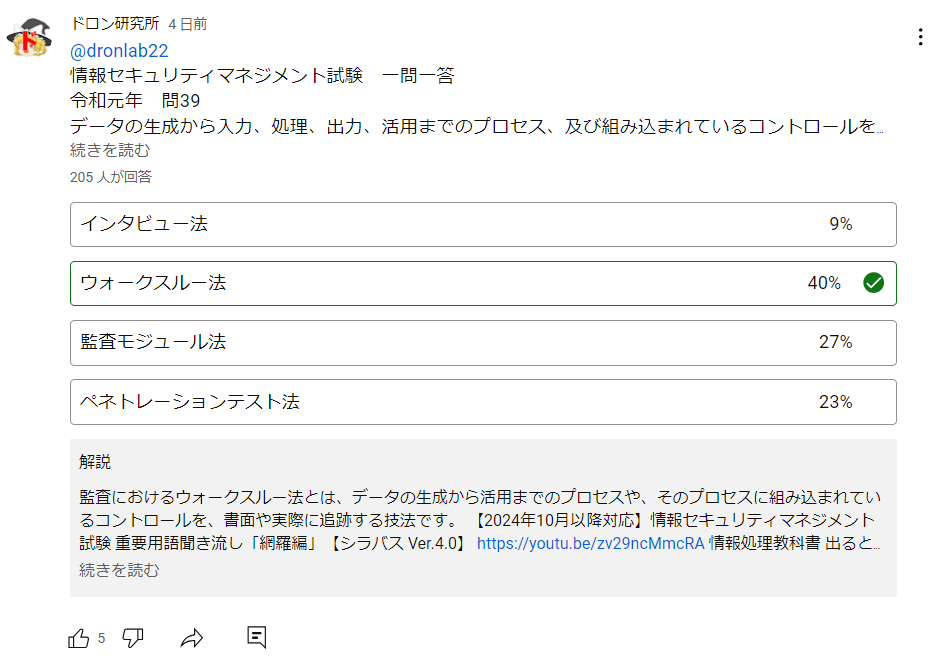 ドロン研究所 4 日前
@dronlab22
情報セキュリティマネジメント試験 一問一答
令和元年 問39
データの生成から入力、処理、出力、活用までのプロセス、及び組み込まれているコントロールを...
続きを読む
205 人が回答
インタビュー法 9%
ウォークスルー法 40%
監査モジュール法 27%
ペネトレーションテスト法 23%
解説
監査におけるウォークスルー法とは、データの生成から活用までのプロセスや、そのプロセスに組み込まれてい
るコントロールを、書面や実際に追跡する技法です。 【2024年10月以降対応】情報セキュリティマネジメント
試験 重要用語聞き流し「網羅編」【シラバス Ver.4.0】 https://youtu.be/zv29ncMmcRA 情報処理教科書 出ると...
続きを読む
5